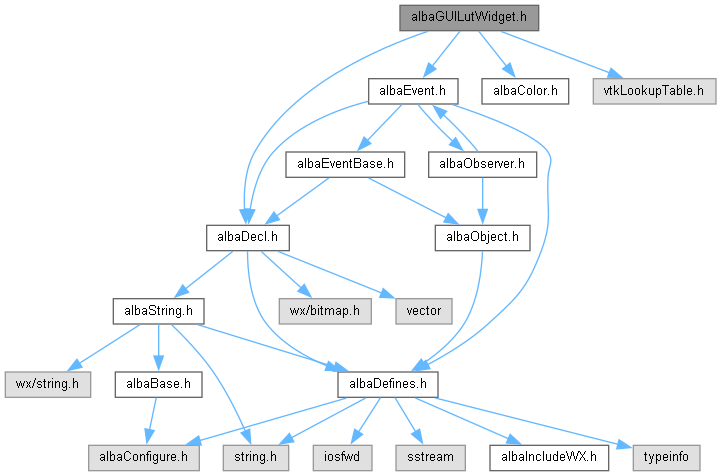 albaGUILutWidget.h
albaEvent.h
albaColor.h
vtkLookupTable.h
albaEventBase.h
albaObserver.h
albaDecl.h
albaObject.h
albaString.h
wx/bitmap.h
vector
wx/string.h
albaBase.h
albaDefines.h
albaConfigure.h
string.h
iosfwd
sstream
albaIncludeWX.h
typeinfo